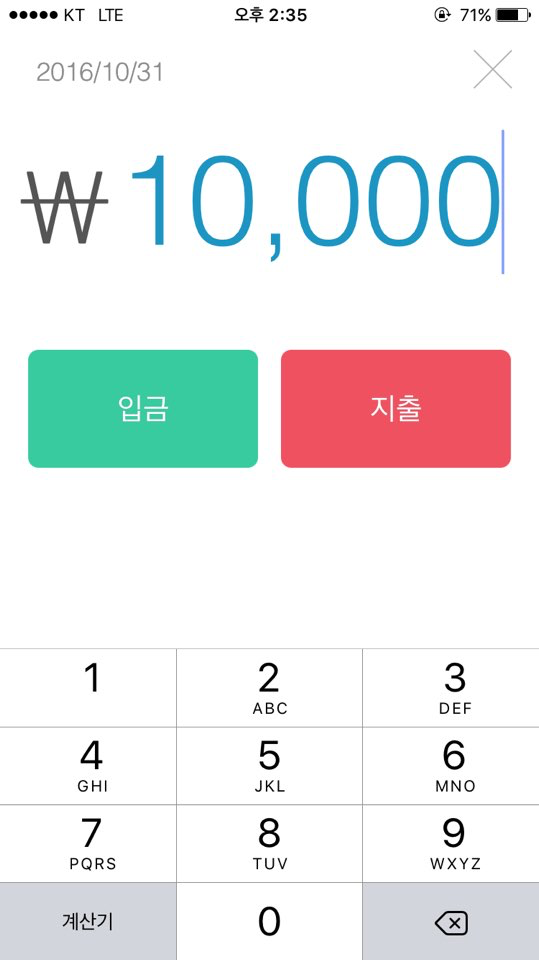 KT LTE 오후 2:35 71%
2016/10/31
₩10,000
입금 지출
1 2 3
ABC DEF
4 5 6
GHI JKL MNO
7 8 9
PQRS TUV WXYZ
계산기 0